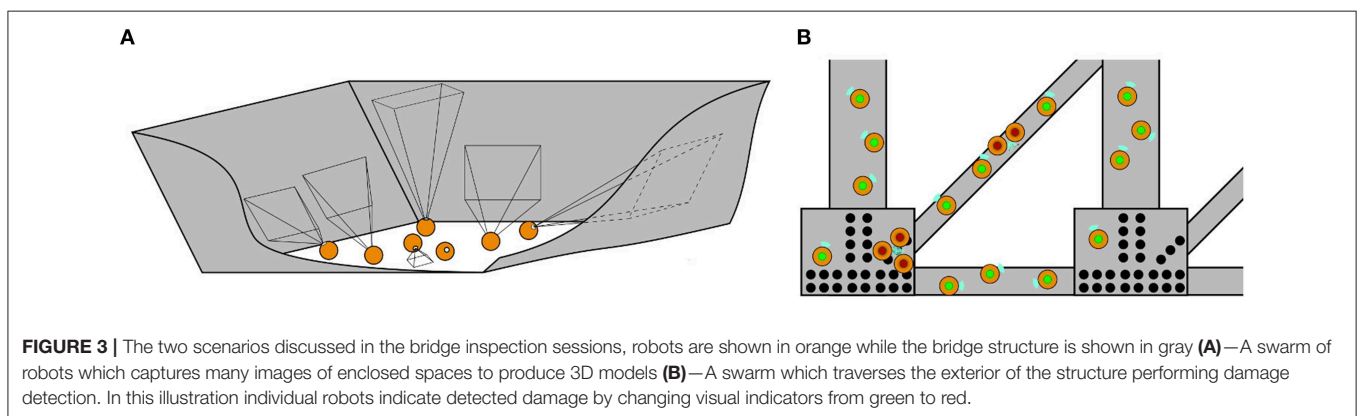 A
B
FIGURE 3 | The two scenarios discussed in the bridge inspection sessions, robots are shown in orange while the bridge structure is shown in gray (A)—A swarm of
robots which captures many images of enclosed spaces to produce 3D models (B)—A swarm which traverses the exterior of the structure performing damage
detection. In this illustration individual robots indicate detected damage by changing visual indicators from green to red.